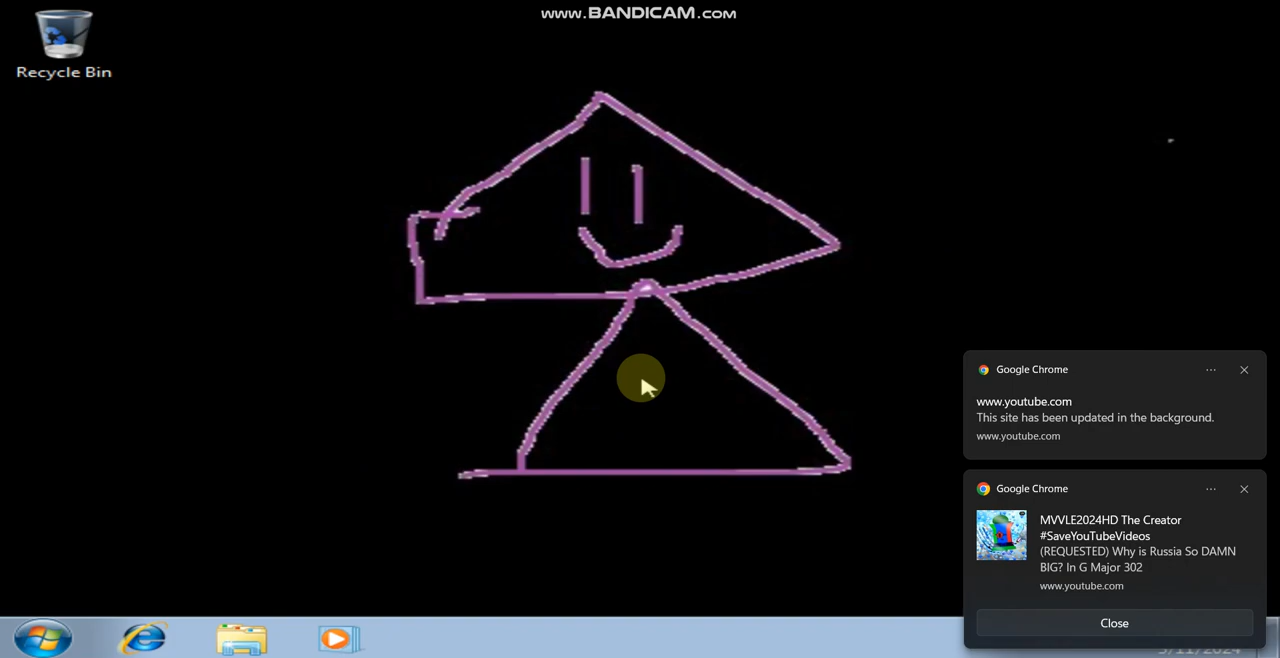 www.BANDICAM.com
Recycle Bin
Google Chrome
www.youtube.com
This site has been updated in the background.
www.youtube.com
Google Chrome
MVVLE2024HD The Creator
#SaveYouTubeVideos
(REQUESTED) Why is Russia So DAMN
BIG? In G Major 302
www.youtube.com
Close